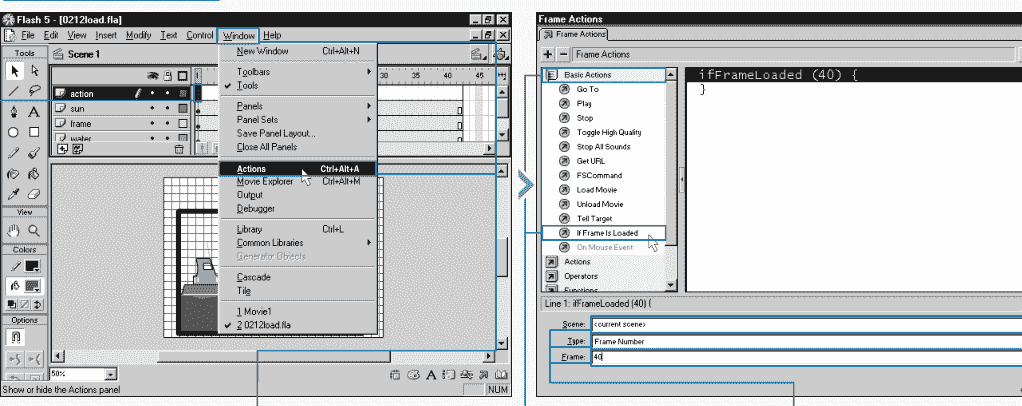 Flash 5 - [0212load.fla]
File Edit View Insert Modify Text Control Window Help
Tools
Scene 1
action
sun
frame
water
30 35 40 45
New Window Ctrl+Alt+N
Toolbars
Tools
Panels
Panel Sets
Save Panel Layout...
Close All Panels
Actions Ctrl+Alt+A
Movie Explorer Ctrl+Alt+M
Output
Debugger
Library Ctrl+L
Common Libraries
Generator Objects
Cascade
Tile
1 Movie1
2 0212load.fla
View
Colors
Options
50%
Show or hide the Actions panel
NUM
Frame Actions
Frame Actions
Frame Actions
Basic Actions
Go To
Play
Stop
Toggle High Quality
Stop All Sounds
Get URL
FSCommand
Load Movie
Unload Movie
Tell Target
If Frame Is Loaded
On Mouse Event
Actions
Operators
Functions
ifFrameLoaded (40) {
}
Line 1: ifFrameLoaded (40) {
Scene: <current scene>
Type: Frame Number
Frame: 40